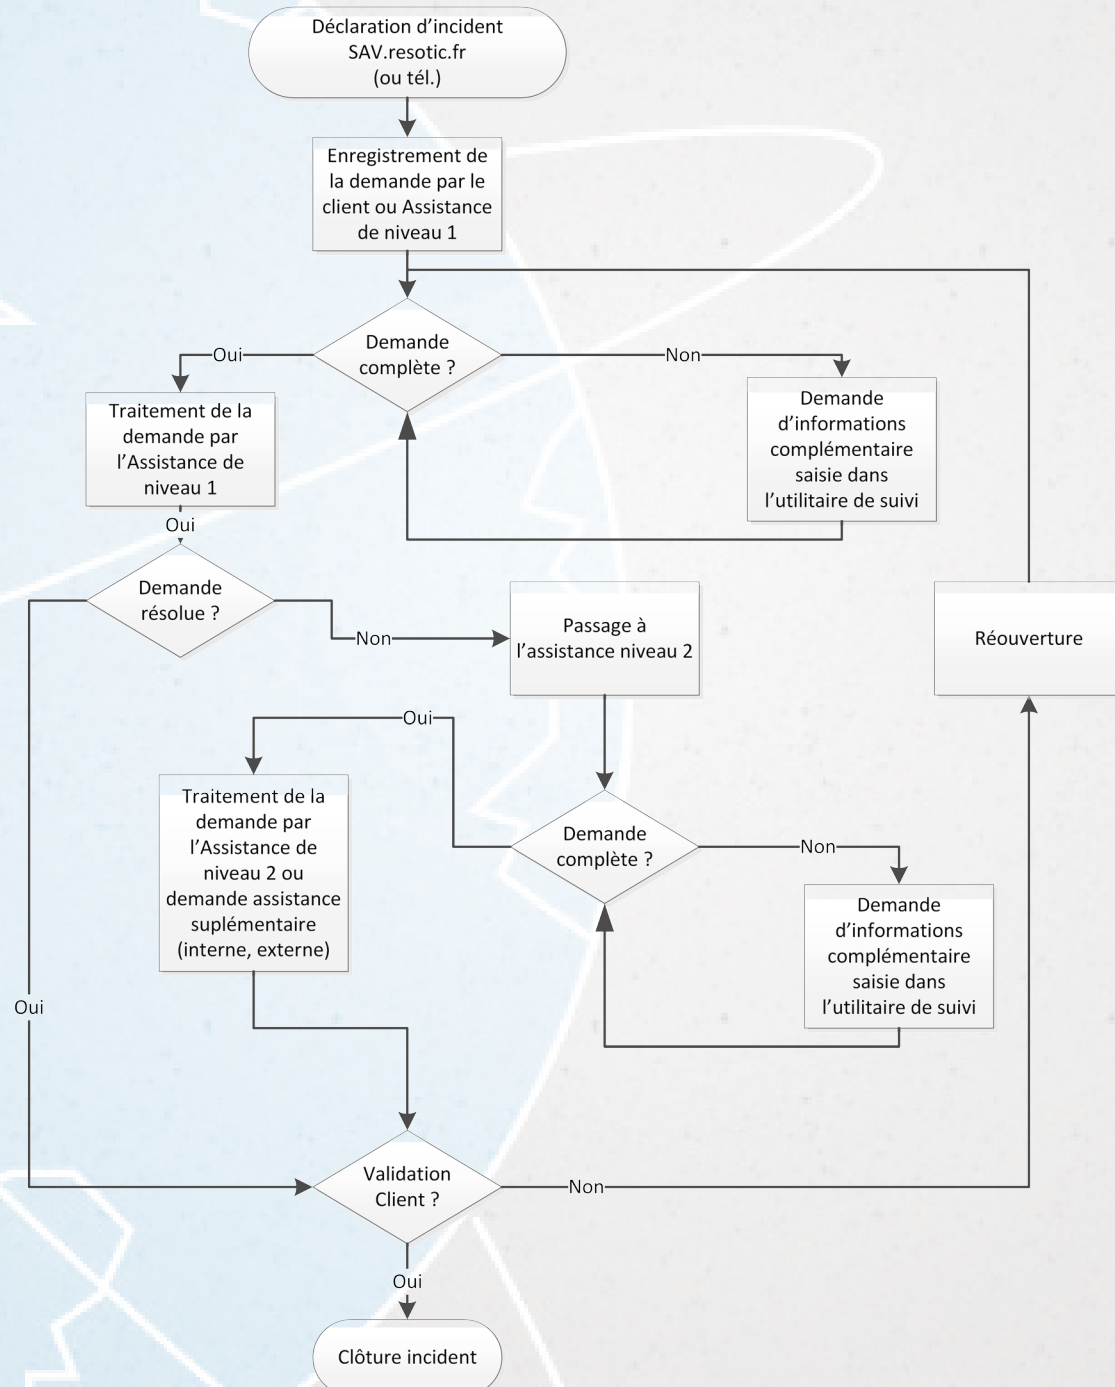 Déclaration d’incident
SAV.resotic.fr
(ou tél.)
Enregistrement de
la demande par le
client ou Assistance
de niveau 1
Demande
complète ?
Oui
Non
Traitement de la
demande par
l’Assistance de
niveau 1
Demande
d’informations
complémentaire
saisie dans
l’utilitaire de suivi
Oui
Demande
résolue ?
Non
Passage à
l’assistance niveau 2
Réouverture
Oui
Traitement de la
demande par
l’Assistance de
niveau 2 ou
demande assistance
suplémentaire
(interne, externe)
Demande
complète ?
Non
Demande
d’informations
complémentaire
saisie dans
l’utilitaire de suivi
Oui
Validation
Client ?
Non
Oui
Clôture incident